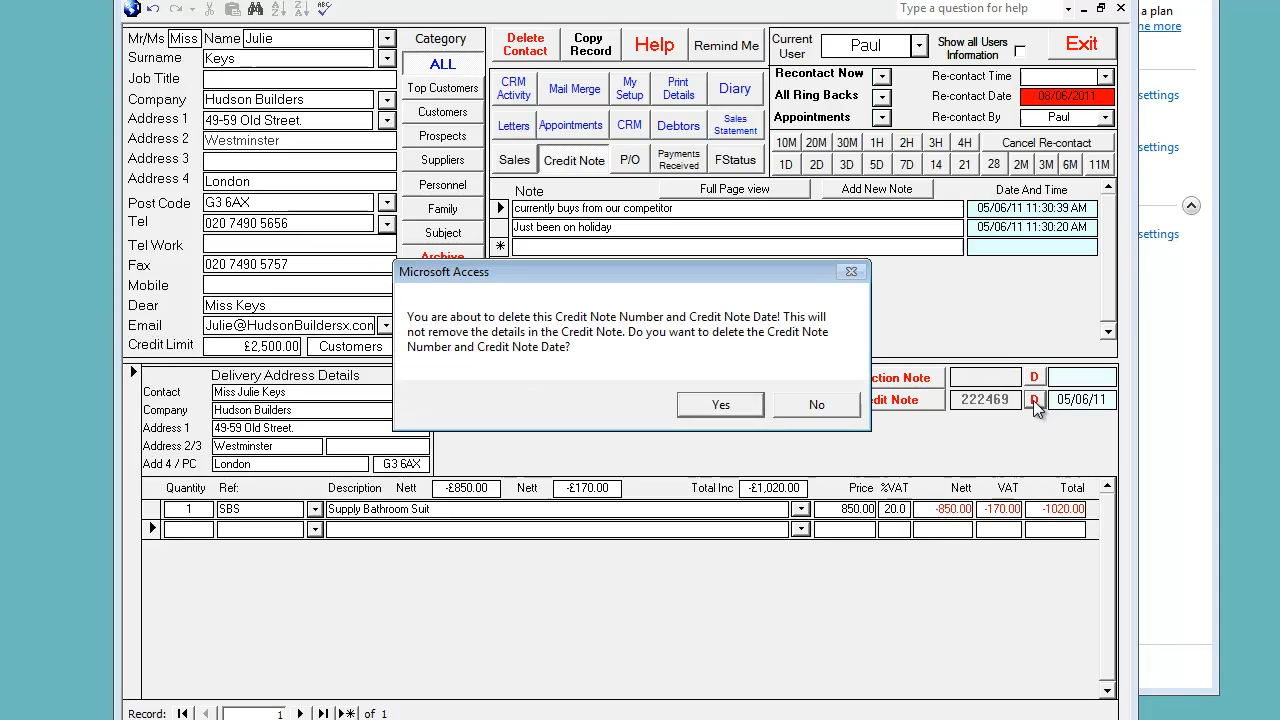 Type a question for help
a plan
ne more
Mr/Ms Miss Name Julie
Surname Keys
Job Title
Company Hudson Builders
Address 1 49-59 Old Street.
Address 2 Westminster
Address 3
Address 4 London
Post Code G3 6AX
Tel 020 7490 5656
Tel Work
Fax 020 7490 5757
Mobile
Dear Miss Keys
Email Julie@HudsonBuildersx.con
Credit Limit £2,500.00 Customers
Category
ALL
Top Customers
Customers
Prospects
Suppliers
Personnel
Family
Subject
Archive
Delete Contact
Copy Record
Help
Remind Me
CRM Activity
Mail Merge
My Setup
Print Details
Diary
Letters
Appointments
CRM
Debtors
Sales Statement
Sales
Credit Note
P/O
Payments Received
FStatus
Current User Paul
Show all Users Information
Exit
Recontact Now
All Ring Backs
Appointments
Re-contact Time
Re-contact Date 08/06/2011
Re-contact By Paul
10M 20M 30M 1H 2H 3H 4H Cancel Re-contact
1D 2D 3D 5D 7D 14 21 28 2M 3M 6M 11M
Note Full Page view Add New Note Date And Time
currently buys from our competitor 05/06/11 11:30:39 AM
Just been on holiday 05/06/11 11:30:20 AM
settings
settings
settings
Microsoft Access
You are about to delete this Credit Note Number and Credit Note Date! This will
not remove the details in the Credit Note. Do you want to delete the Credit Note
Number and Credit Note Date?
Yes No
Delivery Address Details
Contact Miss Julie Keys
Company Hudson Builders
Address 1 49-59 Old Street.
Address 2/3 Westminster
Add 4 / PC London G3 6AX
ction Note D
edit Note 222469 D 05/06/11
Quantity Ref: Description Nett -£850.00 Nett -£170.00 Total Inc -£1,020.00 Price %VAT Nett VAT Total
1 SBS Supply Bathroom Suit 850.00 20.0 -850.00 -170.00 -1020.00
Record: 1 of 1